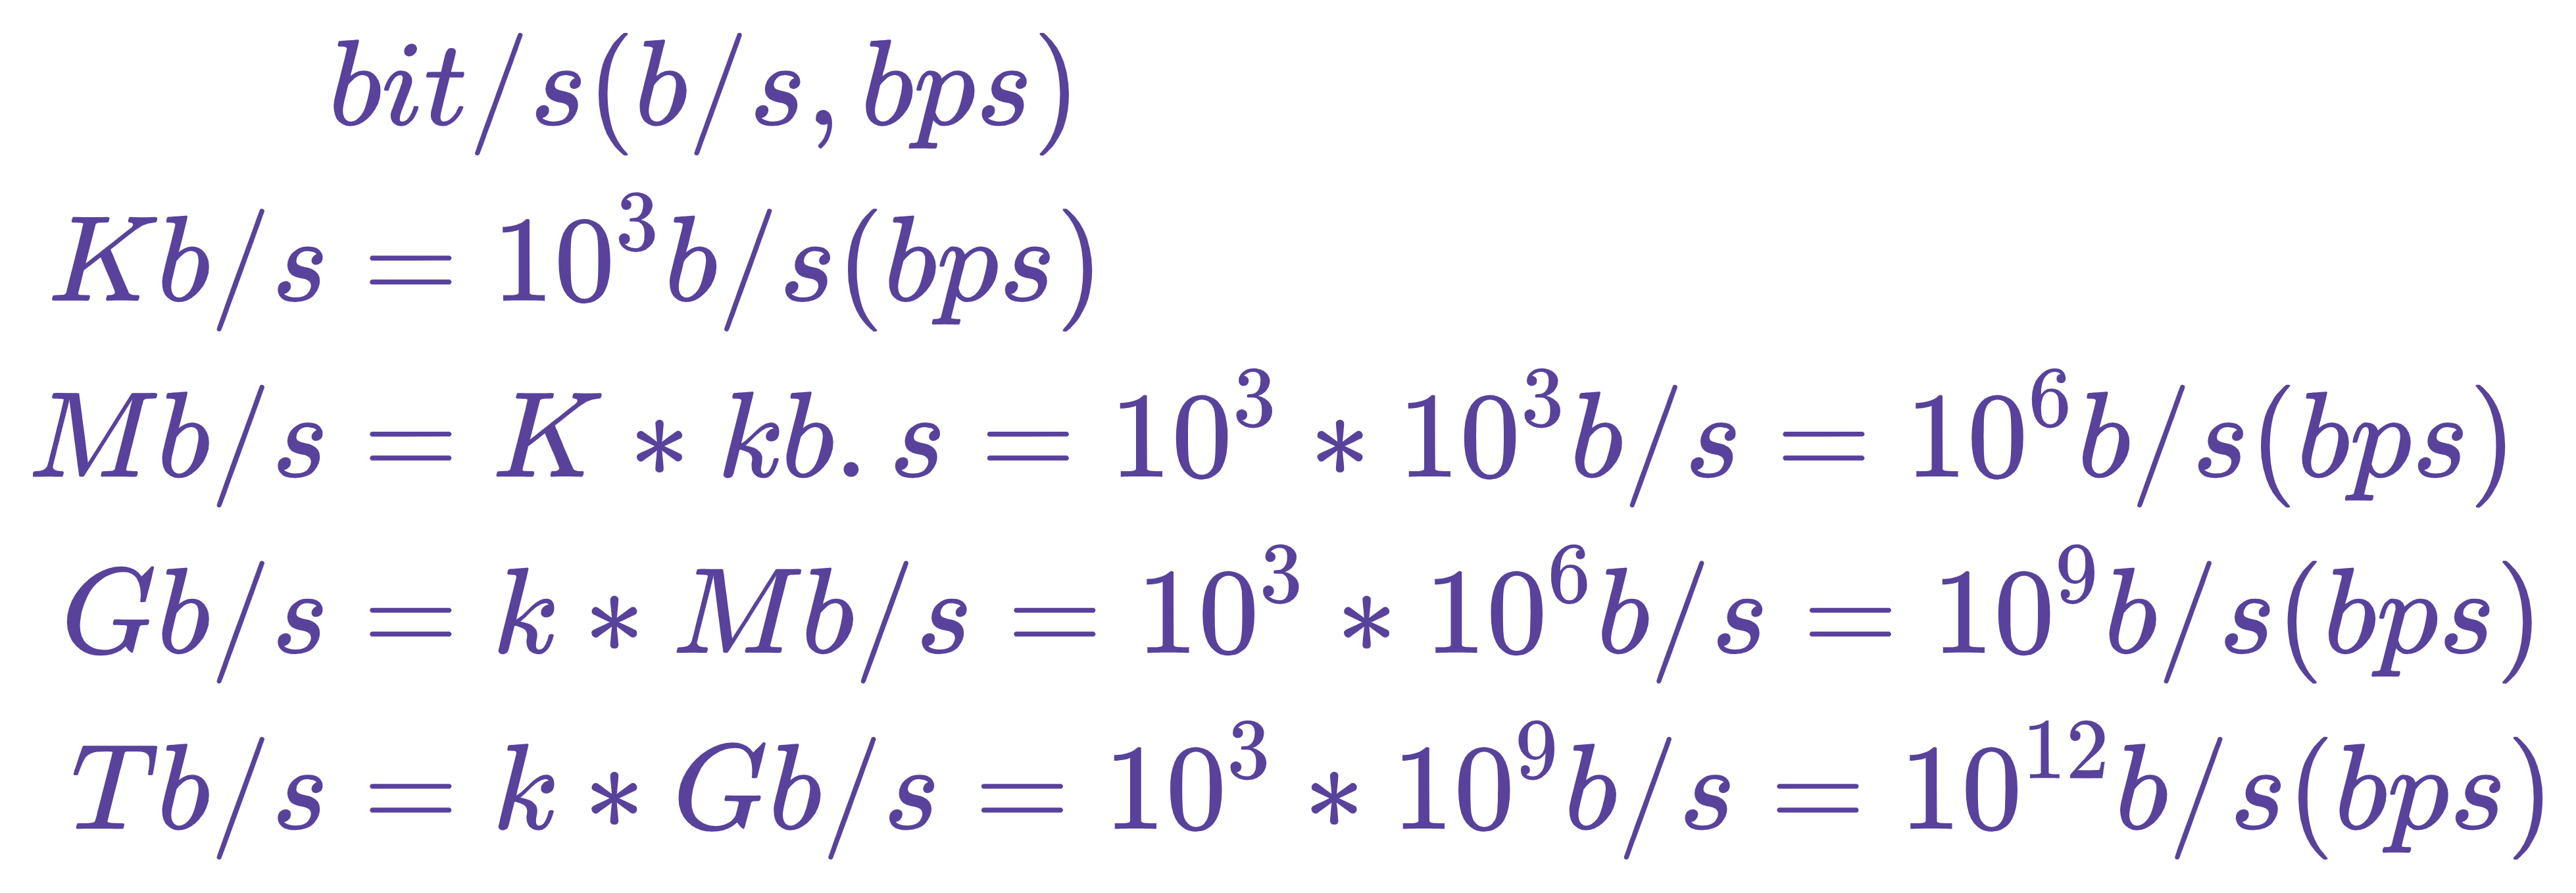 bit/s(b/s,bps)
Kb/s = 10³b/s(bps)
Mb/s = K * kb.s = 10³ * 10³b/s = 10⁶b/s(bps)
Gb/s = k * Mb/s = 10³ * 10⁶b/s = 10⁹b/s(bps)
Tb/s = k * Gb/s = 10³ * 10⁹b/s = 10¹²b/s(bps)